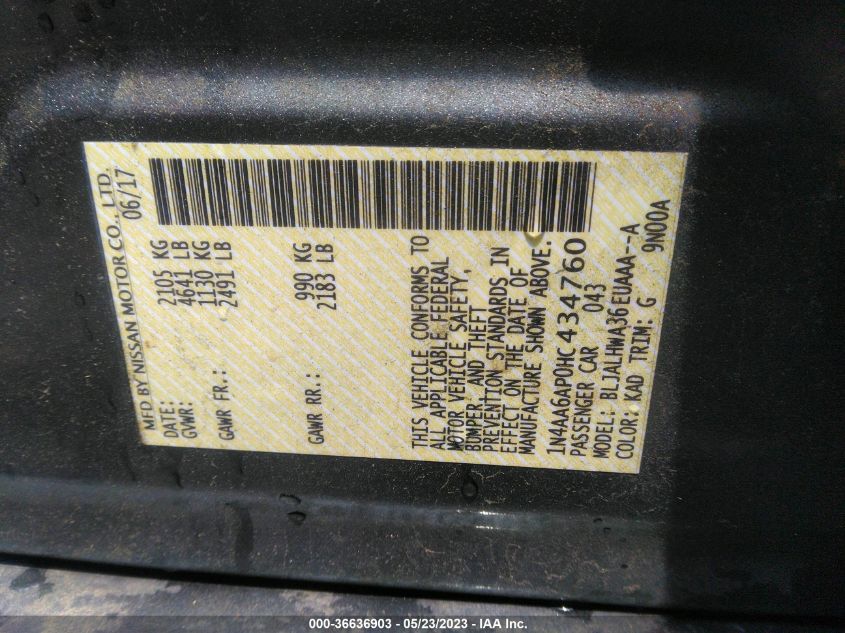 MFD BY NISSAN MOTOR CO., LTD.
DATE: 06/17
GVWR: 2105 KG
4641 LB
GAWR FR.: 1130 KG
2491 LB
GAWR RR.: 990 KG
2183 LB
THIS VEHICLE CONFORMS TO
ALL APPLICABLE FEDERAL
MOTOR VEHICLE SAFETY,
BUMPER, AND THEFT
PREVENTION STANDARDS IN
EFFECT ON THE DATE OF
MANUFACTURE SHOWN ABOVE.
1N4AA6AP0HC434760
PASSENGER CAR 043
MODEL: BLJALHWA36EUAAA--A
COLOR: KAD TRIM: G 9N00A
000-36636903 - 05/23/2023 - IAA Inc.